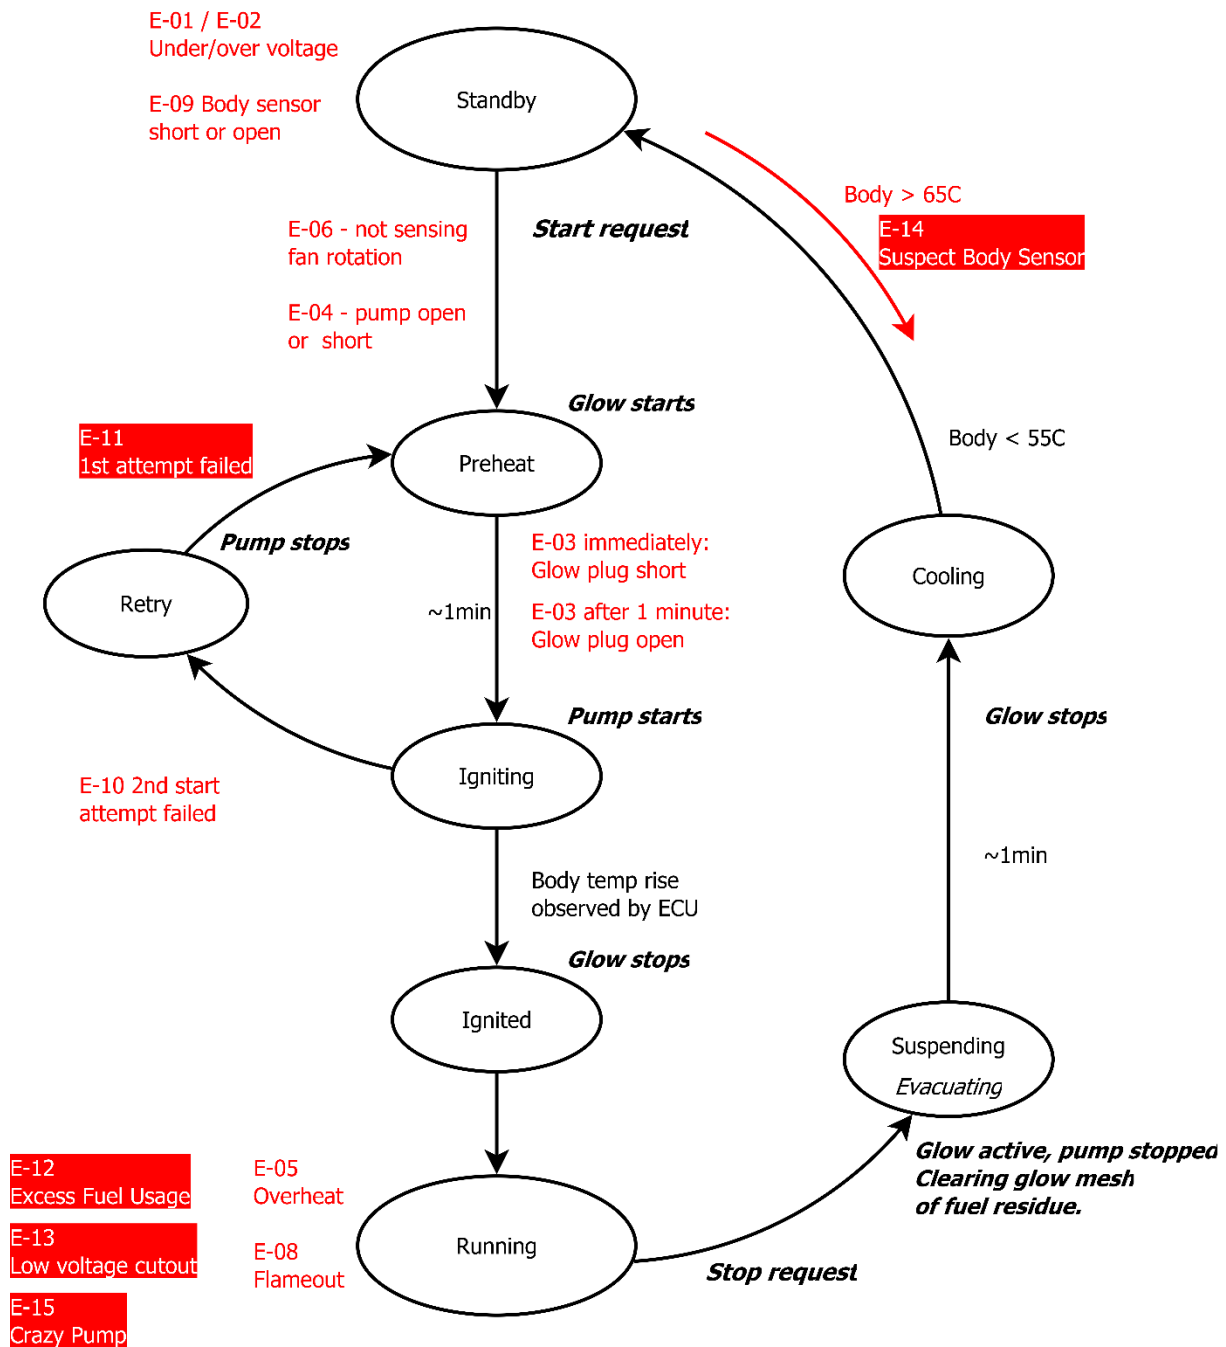 E-01 / E-02
Under/over voltage
E-09 Body sensor
short or open
Standby
Body > 65C
E-14
Suspect Body Sensor
Start request
E-06 - not sensing
fan rotation
E-04 - pump open
or  short
Glow starts
Body < 55C
E-11
1st attempt failed
Preheat
Pump stops
E-03 immediately:
Glow plug short
Cooling
Retry
~1min
E-03 after 1 minute:
Glow plug open
Pump starts
Glow stops
Igniting
E-10 2nd start
attempt failed
~1min
Body temp rise
observed by ECU
Glow stops
Ignited
Suspending
Evacuating
Glow active, pump stopped
Clearing glow mesh
of fuel residue.
E-12
Excess Fuel Usage
E-05
Overheat
E-13
Low voltage cutout
E-08
Flameout
Running
Stop request
E-15
Crazy Pump